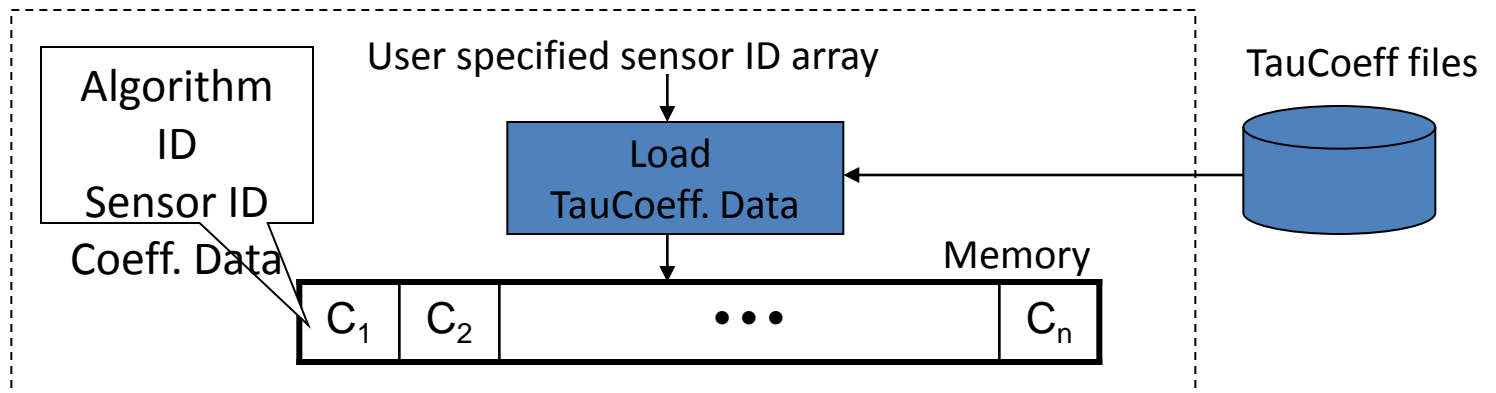 User specified sensor ID array
TauCoeff files
Algorithm
ID
Sensor ID
Coeff. Data
Load
TauCoeff. Data
Memory
C₁ C₂ ••• Cₙ